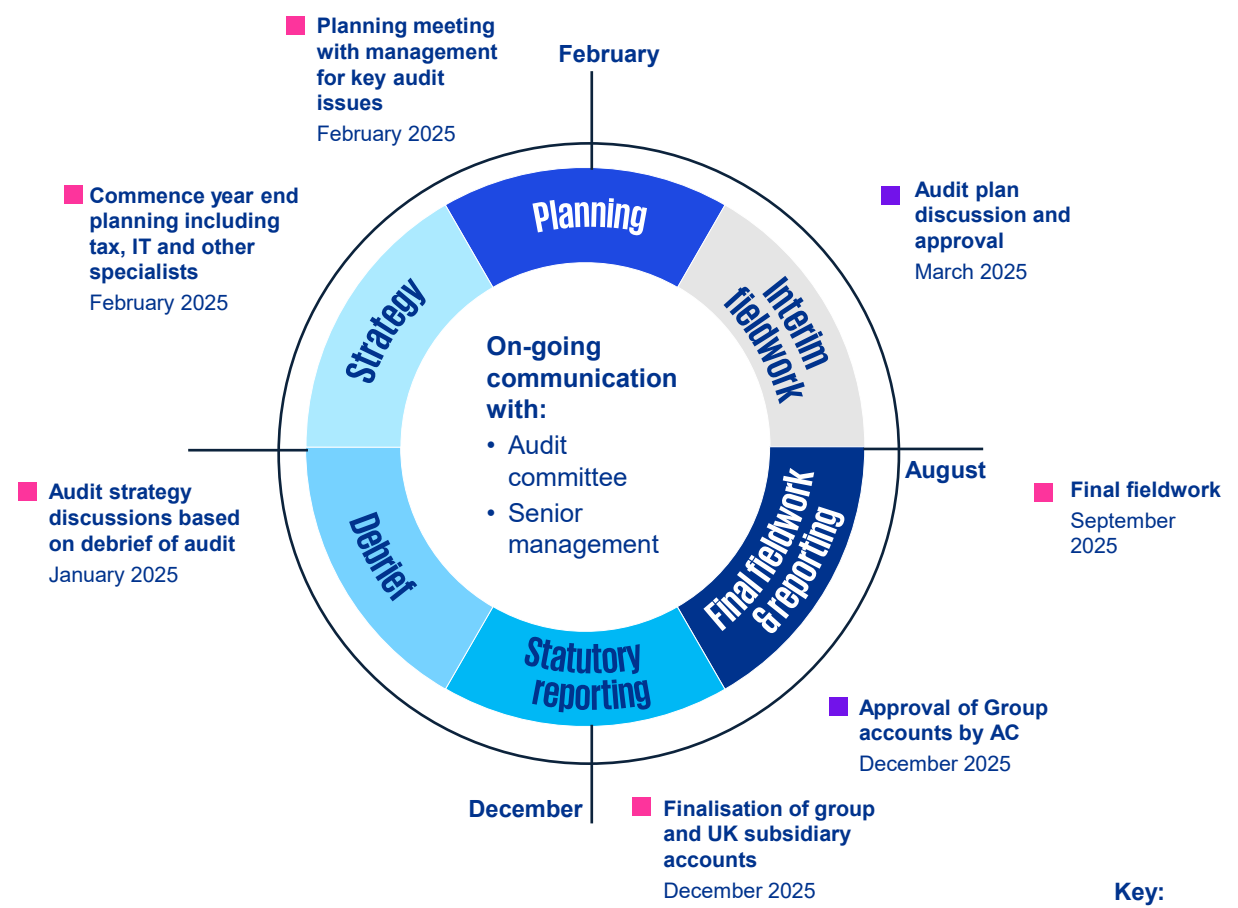 Planning meeting
with management
for key audit
issues
February 2025
February
Commence year end
planning including
tax, IT and other
specialists
February 2025
Audit plan
discussion and
approval
March 2025
Planning
Strategy
Interim
fieldwork
On-going
communication
with:
• Audit
committee
• Senior
management
August
Audit strategy
discussions based
on debrief of audit
January 2025
Final fieldwork
September
2025
Debrief
Final fieldwork
& reporting
Statutory
reporting
Approval of Group
accounts by AC
December 2025
December
Finalisation of group
and UK subsidiary
accounts
December 2025
Key: